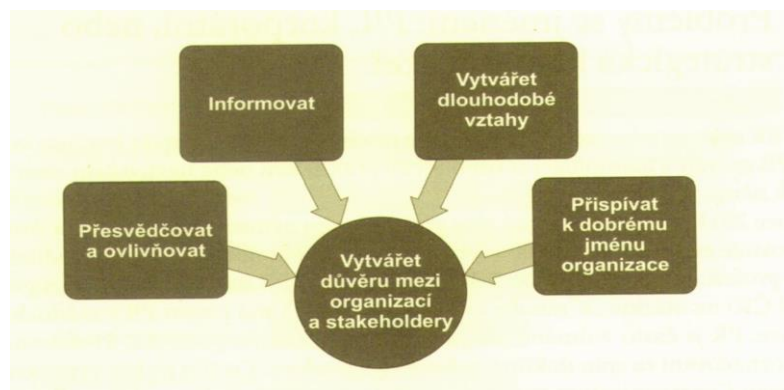 Informovat
Vytvářet
dlouhodobé
vztahy
Přesvědčovat
a ovlivňovat
Přispívat
k dobrému
jménu
organizace
Vytvářet
důvěru mezi
organizací
a stakeholdery